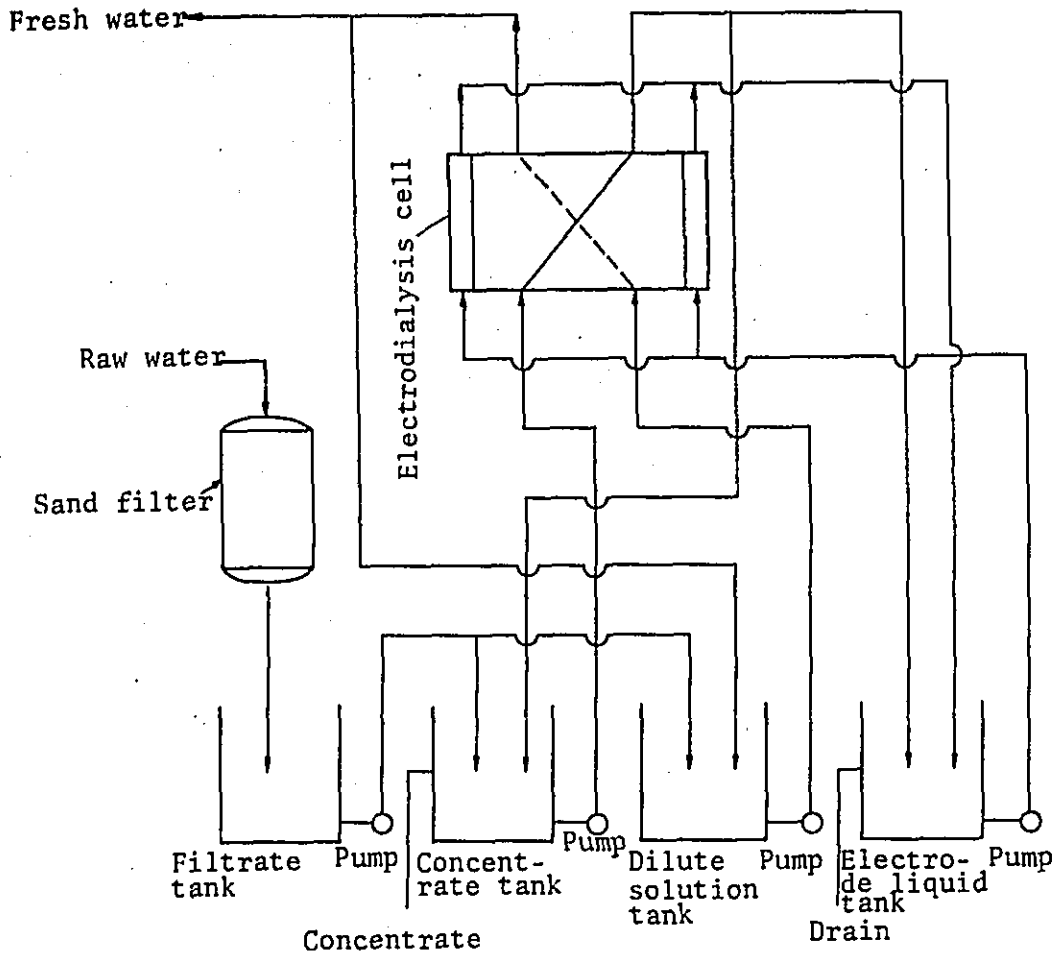 Fresh water
Electrodialysis cell
Raw water
Sand filter
Filtrate
tank
Pump
Concent-
rate tank
Pump
Dilute
solution
tank
Pump
Electro-
de liquid
tank
Pump
Concentrate
Drain